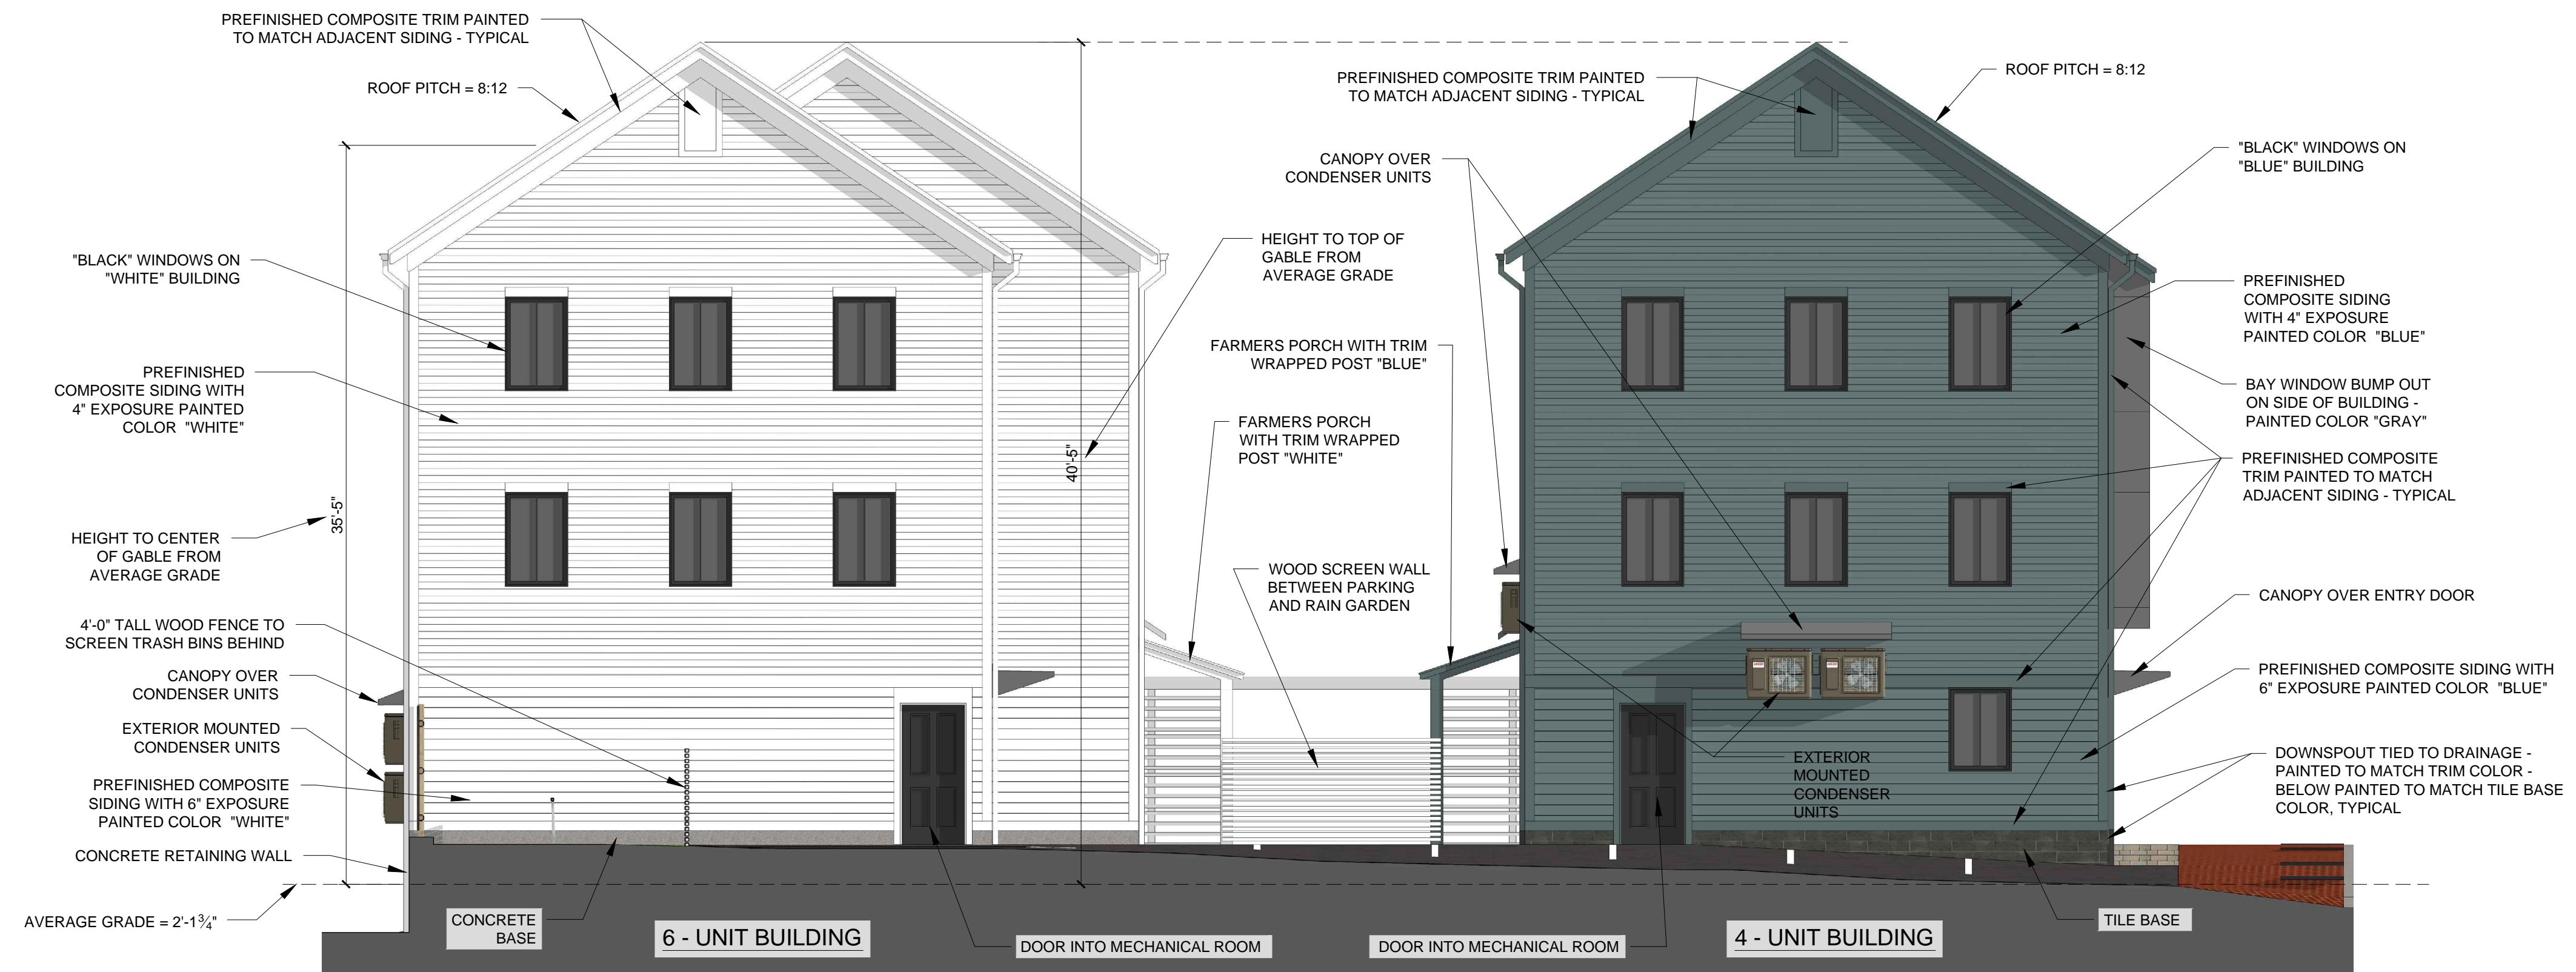 PREFINISHED COMPOSITE TRIM PAINTED
TO MATCH ADJACENT SIDING - TYPICAL
ROOF PITCH = 8:12
"BLACK" WINDOWS ON
"WHITE" BUILDING
PREFINISHED
COMPOSITE SIDING WITH
4" EXPOSURE PAINTED
COLOR "WHITE"
35'-5"
HEIGHT TO CENTER
OF GABLE FROM
AVERAGE GRADE
4'-0" TALL WOOD FENCE TO
SCREEN TRASH BINS BEHIND
CANOPY OVER
CONDENSER UNITS
EXTERIOR MOUNTED
CONDENSER UNITS
PREFINISHED COMPOSITE
SIDING WITH 6" EXPOSURE
PAINTED COLOR "WHITE"
CONCRETE RETAINING WALL
AVERAGE GRADE = 2'-1¾"
CONCRETE
BASE
6 - UNIT BUILDING
DOOR INTO MECHANICAL ROOM
40'-5"
HEIGHT TO TOP OF
GABLE FROM
AVERAGE GRADE
FARMERS PORCH
WITH TRIM WRAPPED
POST "WHITE"
WOOD SCREEN WALL
BETWEEN PARKING
AND RAIN GARDEN
PREFINISHED COMPOSITE TRIM PAINTED
TO MATCH ADJACENT SIDING - TYPICAL
CANOPY OVER
CONDENSER UNITS
FARMERS PORCH WITH TRIM
WRAPPED POST "BLUE"
EXTERIOR
MOUNTED
CONDENSER
UNITS
DOOR INTO MECHANICAL ROOM
4 - UNIT BUILDING
ROOF PITCH = 8:12
"BLACK" WINDOWS ON
"BLUE" BUILDING
PREFINISHED
COMPOSITE SIDING
WITH 4" EXPOSURE
PAINTED COLOR "BLUE"
BAY WINDOW BUMP OUT
ON SIDE OF BUILDING -
PAINTED COLOR "GRAY"
PREFINISHED COMPOSITE
TRIM PAINTED TO MATCH
ADJACENT SIDING - TYPICAL
CANOPY OVER ENTRY DOOR
PREFINISHED COMPOSITE SIDING WITH
6" EXPOSURE PAINTED COLOR "BLUE"
DOWNSPOUT TIED TO DRAINAGE -
PAINTED TO MATCH TRIM COLOR -
BELOW PAINTED TO MATCH TILE BASE
COLOR, TYPICAL
TILE BASE